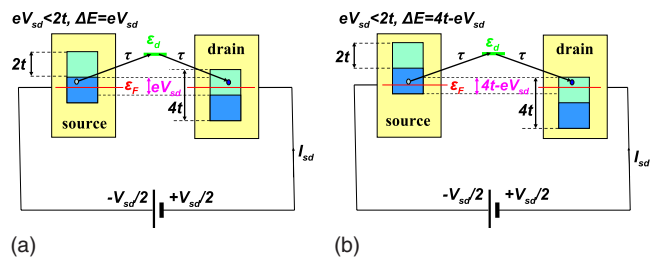 eVsd<2t, ΔE=eVsd
εd
drain
2t
τ
τ
εF
eVsd
4t
source
Isd
-Vsd/2
+Vsd/2
(a)
eVsd<2t, ΔE=4t-eVsd
εd
drain
2t
τ
τ
εF
4t-eVsd
4t
source
Isd
-Vsd/2
+Vsd/2
(b)